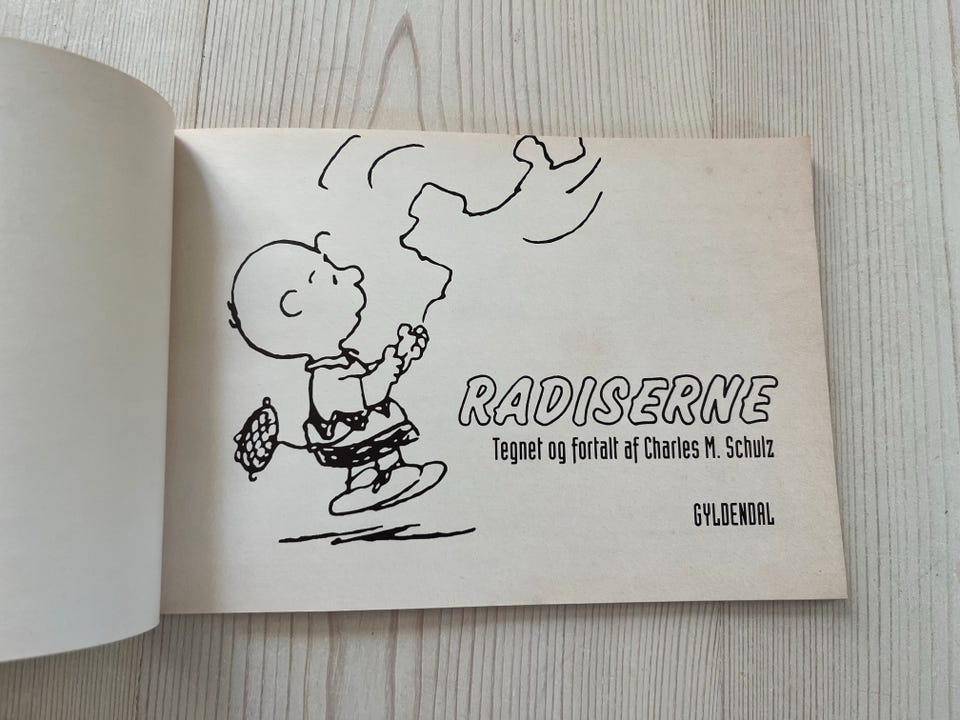 RADISERNE
Tegnet og fortalt af Charles M. Schulz
GYLDENDAL